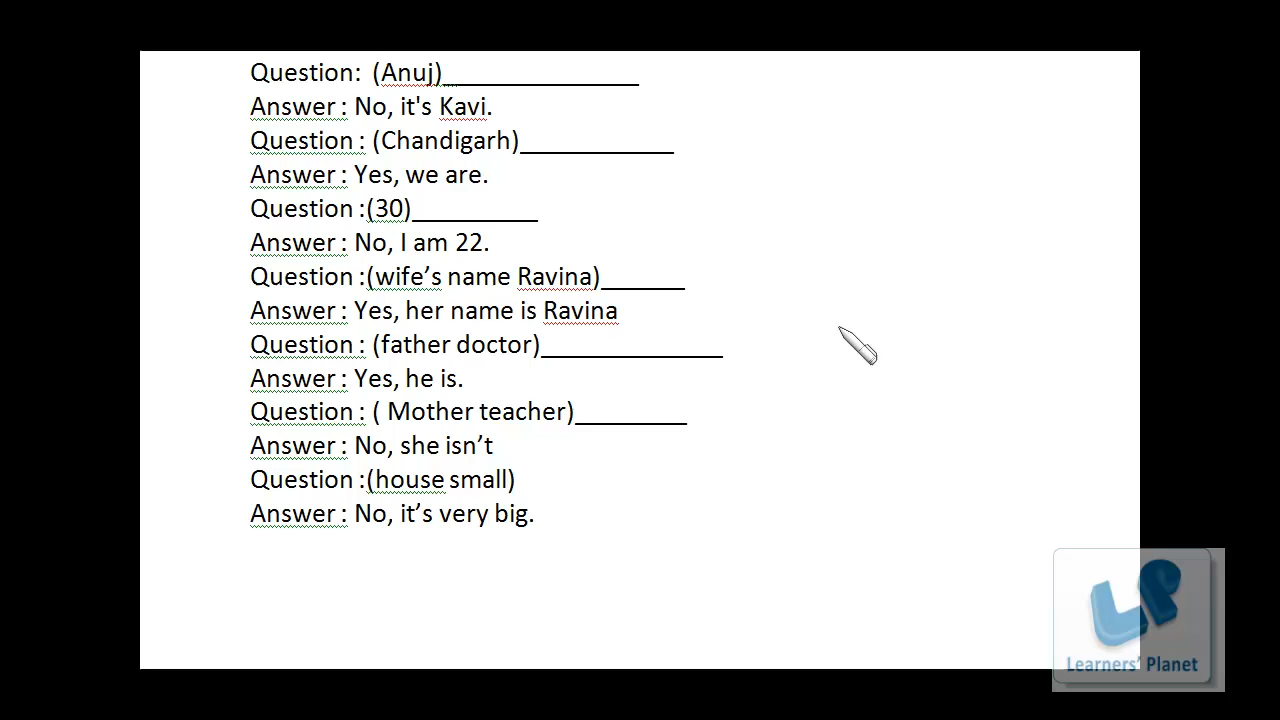 Question:  (Anuj)_______________
Answer : No, it's Kavi.
Question : (Chandigarh)____________
Answer : Yes, we are.
Question :(30)__________
Answer : No, I am 22.
Question :(wife’s name Ravina)______
Answer : Yes, her name is Ravina
Question : (father doctor)______________
Answer : Yes, he is.
Question : ( Mother teacher)_________
Answer : No, she isn’t
Question :(house small)
Answer : No, it’s very big.
LP
Learners’ Planet